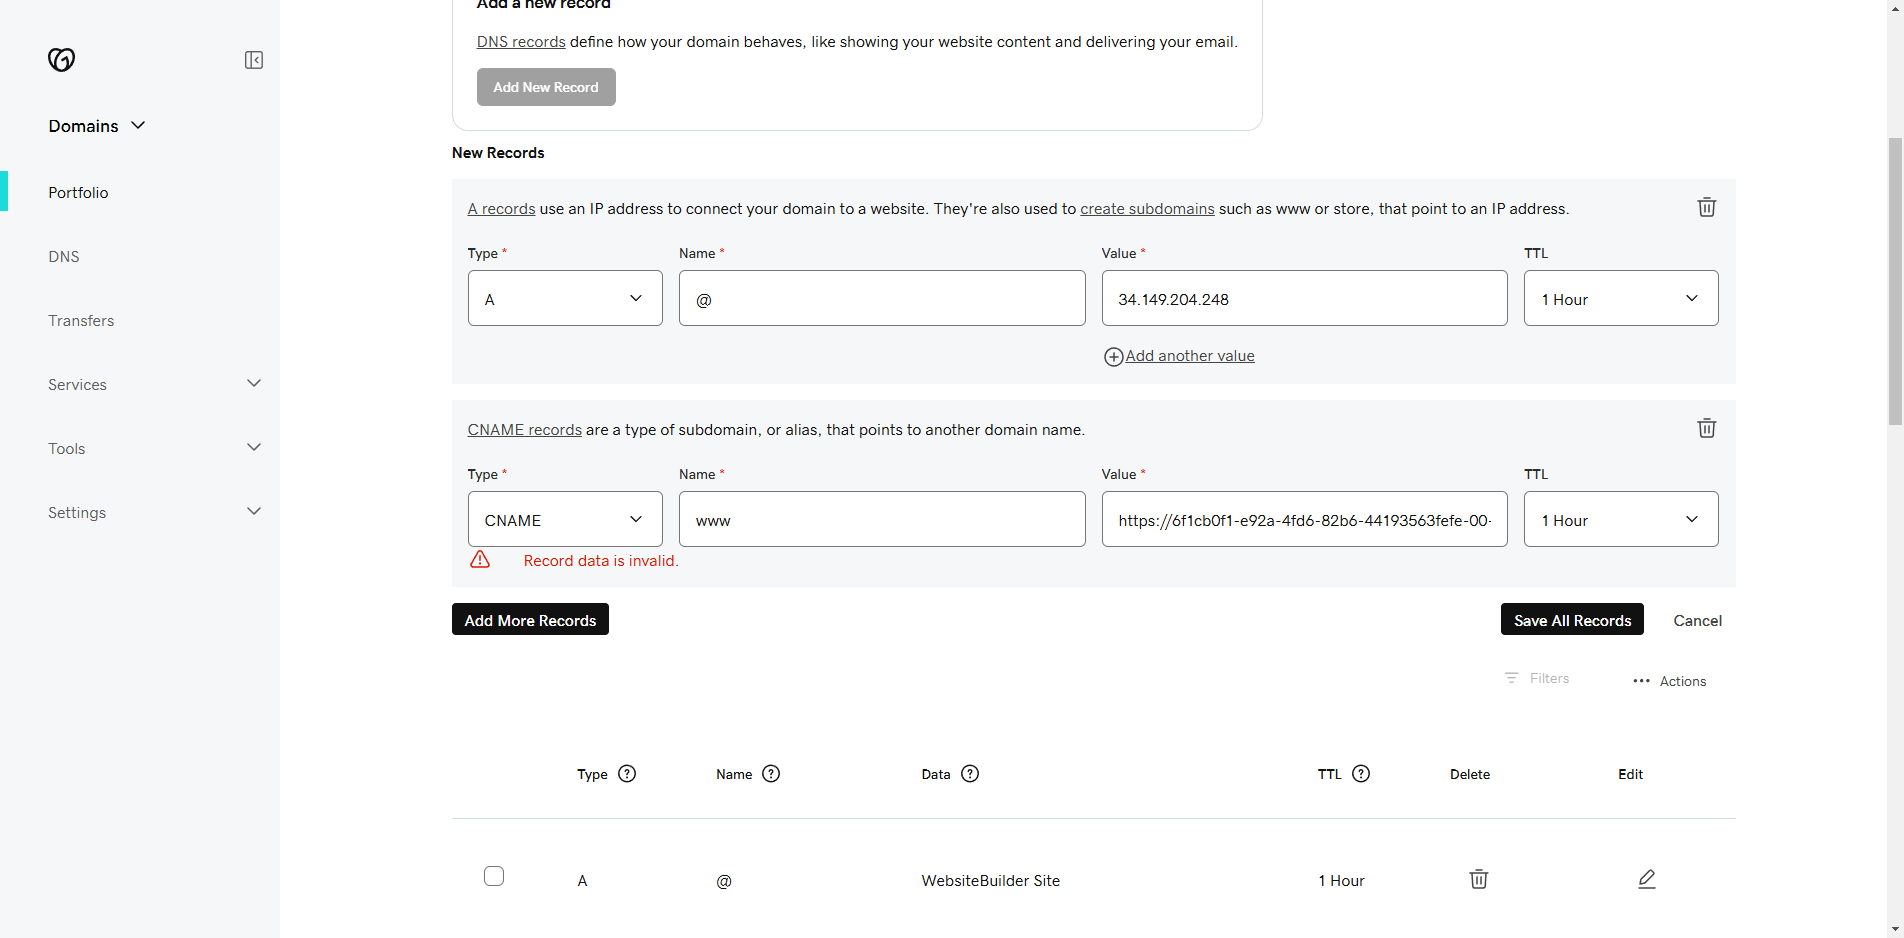 Add a new record
DNS records define how your domain behaves, like showing your website content and delivering your email.
Add New Record
Domains
Portfolio
DNS
Transfers
Services
Tools
Settings
New Records
A records use an IP address to connect your domain to a website. They're also used to create subdomains such as www or store, that point to an IP address.
Type * Name * Value * TTL
A @ 34.149.204.248 1 Hour
Add another value
CNAME records are a type of subdomain, or alias, that points to another domain name.
Type * Name * Value * TTL
CNAME www https://6f1cb0f1-e92a-4fd6-82b6-44193563fefe-00- 1 Hour
Record data is invalid.
Add More Records Save All Records Cancel
Filters ••• Actions
Type ? Name ? Data ? TTL ? Delete Edit
A @ WebsiteBuilder Site 1 Hour